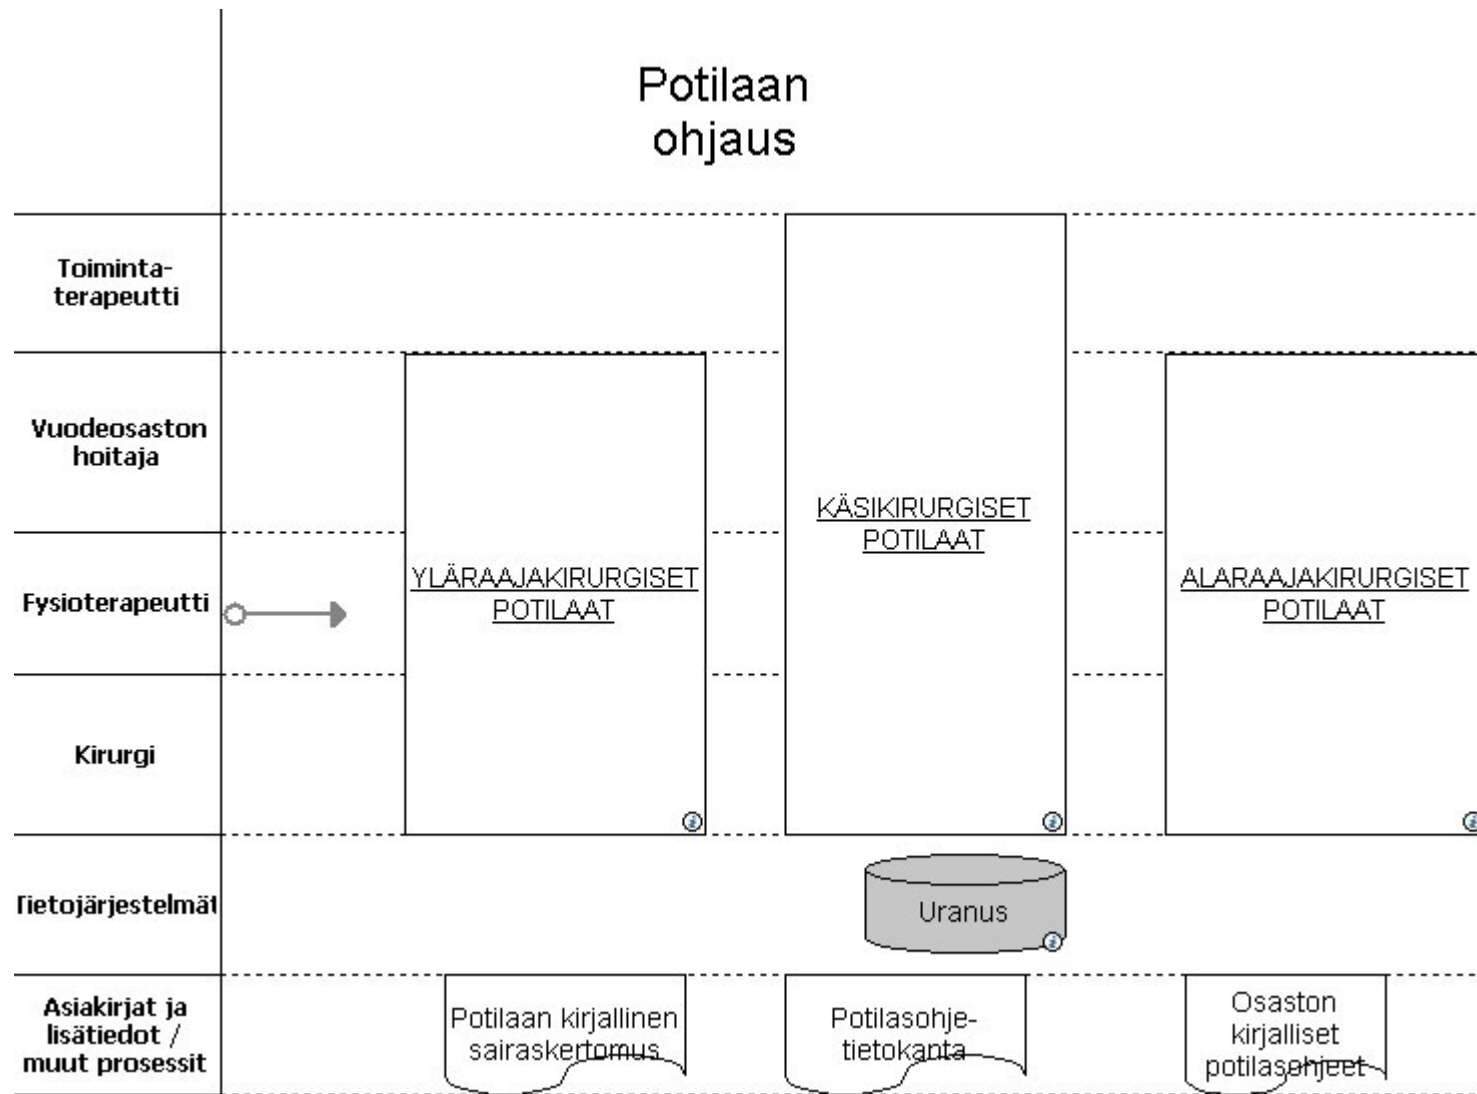 Potilaan
ohjaus
Toiminta-
terapeutti
Vuodeosaston
hoitaja
KÄSIKIRURGISET
POTILAAT
YLÄRAAJAKIRURGISET
POTILAAT
ALARAAJAKIRURGISET
POTILAAT
Fysioterapeutti
Kirurgi
Tietojärjestelmät
Uranus
Asiakirjat ja
lisätiedot /
muut prosessit
Potilaan kirjallinen
sairaskertomus
Potilasohje-
tietokanta
Osaston
kirjalliset
potilasohjeet